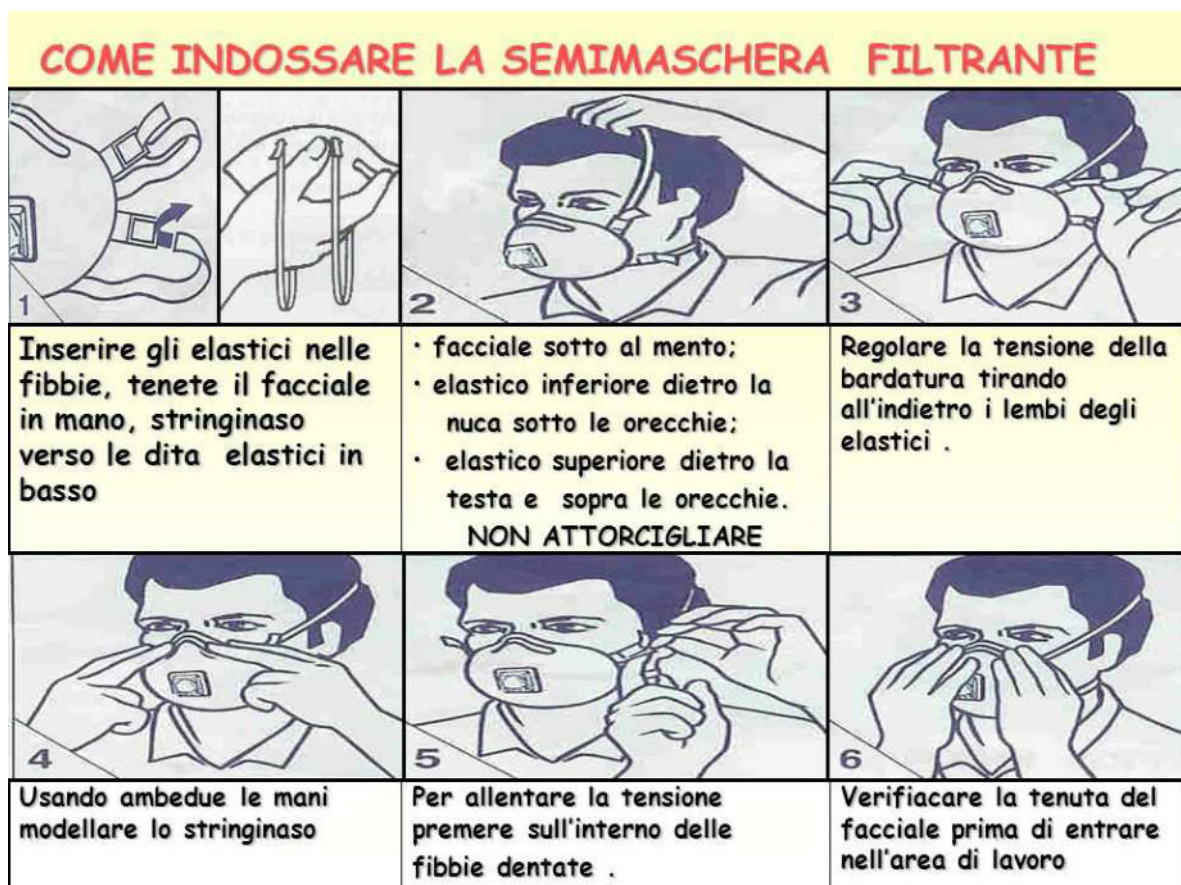 COME INDOSSARE LA SEMIMASCHERA FILTRANTE
1
2
3
Inserire gli elastici nelle
fibbie, tenete il facciale
in mano, stringinaso
verso le dita elastici in
basso
· facciale sotto al mento;
· elastico inferiore dietro la
nuca sotto le orecchie;
· elastico superiore dietro la
testa e sopra le orecchie.
NON ATTORCIGLIARE
Regolare la tensione della
bardatura tirando
all'indietro i lembi degli
elastici .
4
5
6
Usando ambedue le mani
modellare lo stringinaso
Per allentare la tensione
premere sull'interno delle
fibbie dentate .
Verifiacare la tenuta del
facciale prima di entrare
nell'area di lavoro